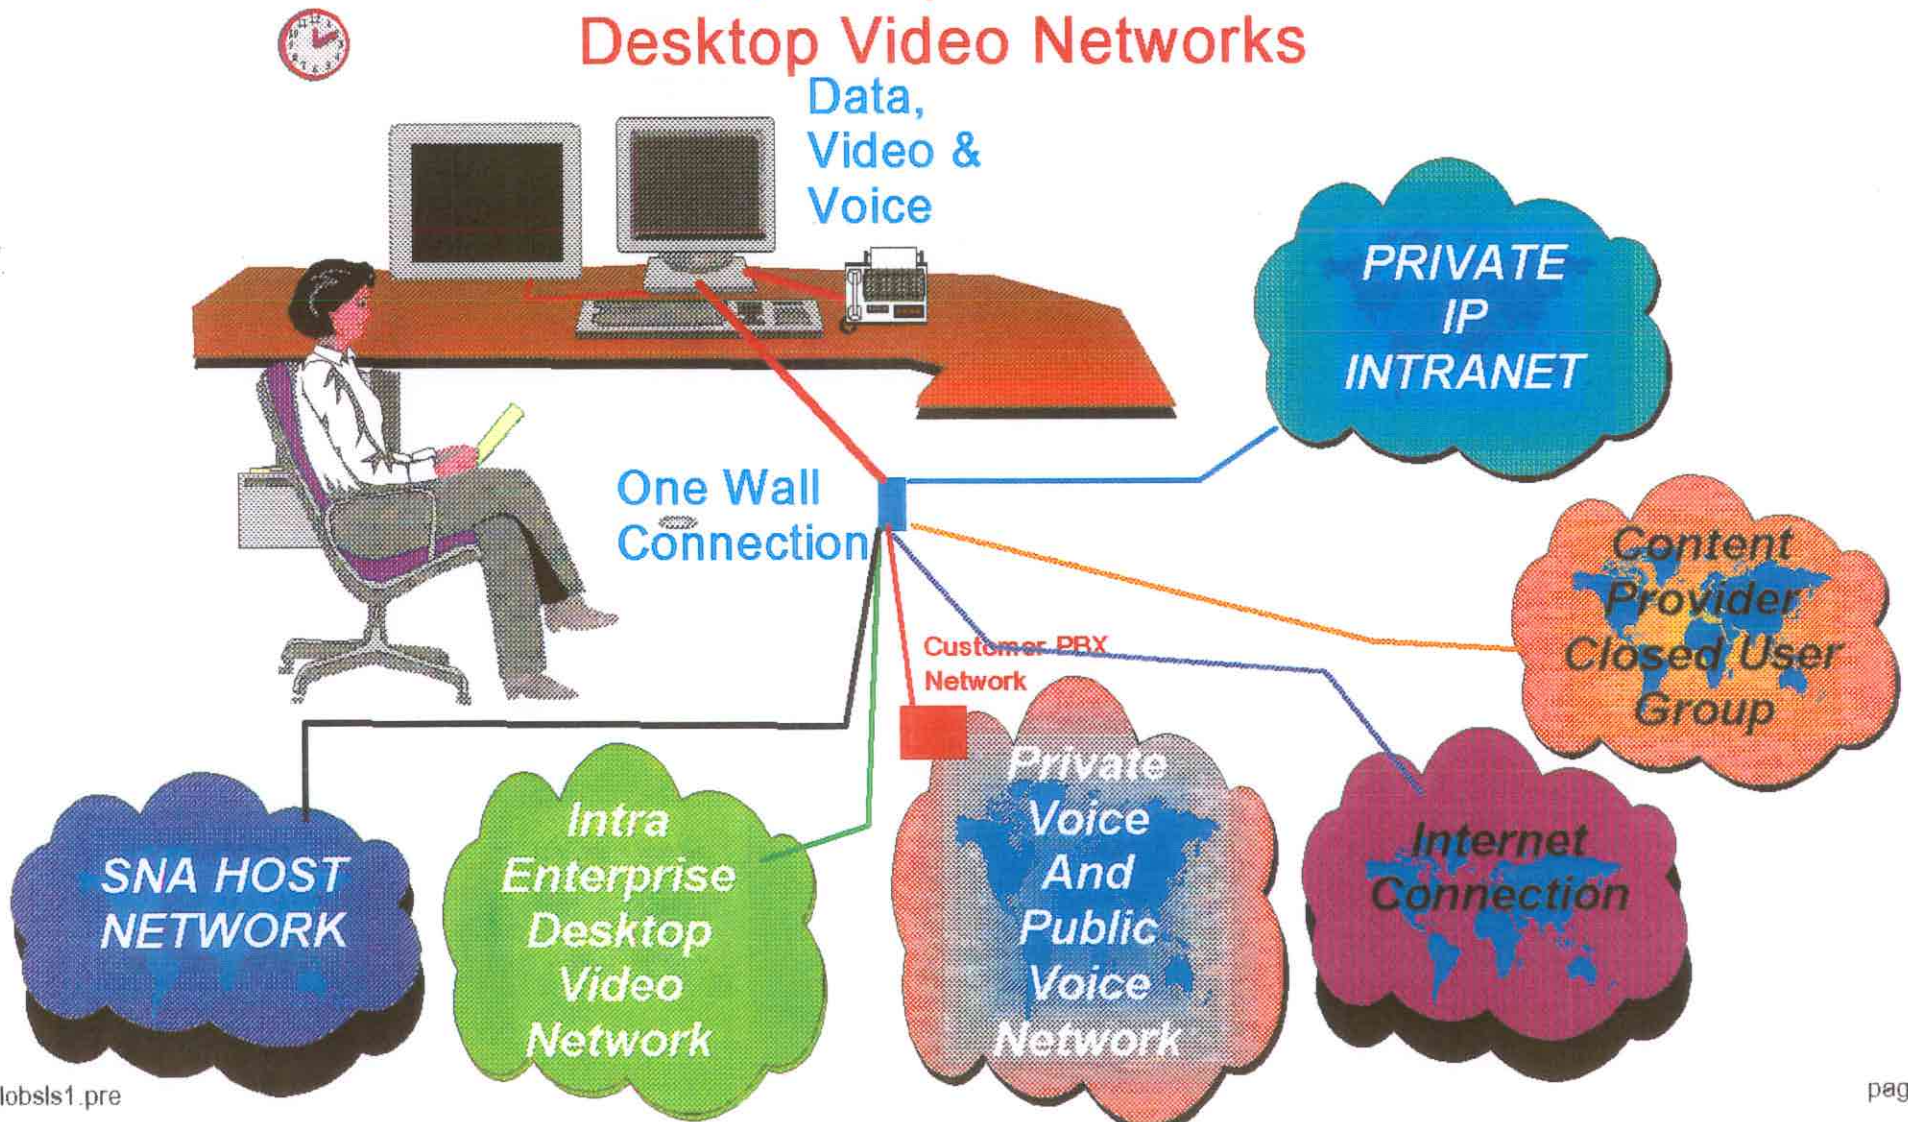 Desktop Video Networks
Data,
Video &
Voice
PRIVATE
IP
INTRANET
One Wall
Connection
Content
Provider
Closed User
Group
Customer PBX
Network
Private
Voice
And
Public
Voice
Network
Internet
Connection
Intra
Enterprise
Desktop
Video
Network
SNA HOST
NETWORK
lobsls1.pre
pag